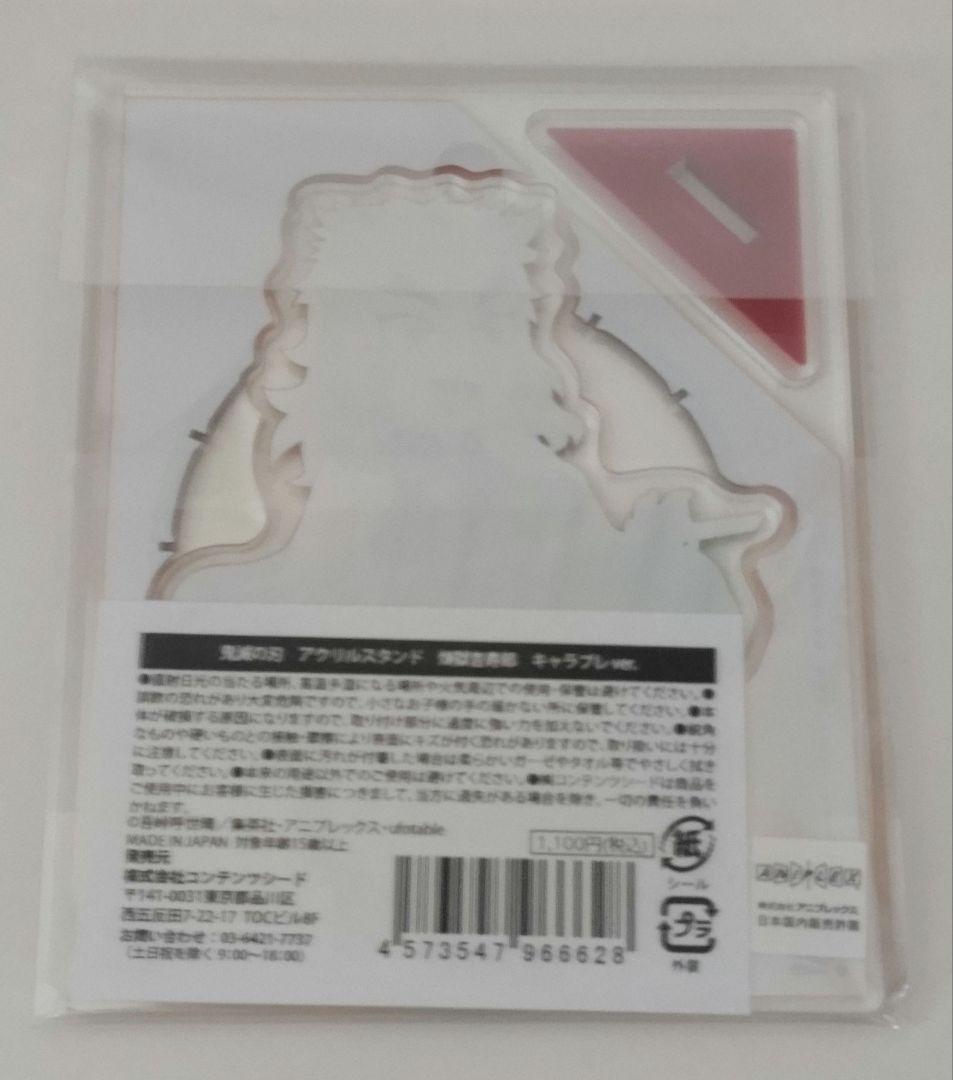 鬼滅の刃 アクリルスタンド 煉獄杏寿郎 キャラプレver.
●直射日光の当たる場所、高温多湿になる場所や火気周辺での使用・保管は避けてください。●
誤飲の恐れがあり大変危険ですので、小さなお子様の手の届かない所に保管してください。●本
体が破損する原因になりますので、取り付け部分に過度に強い力を加えないでください。●鋭角
なものや硬いものとの接触・摩擦により表面にキズが付く恐れがありますので、取り扱いには十分
に注意してください。●表面に汚れが付着した場合は柔らかいガーゼやタオル等でやさしく拭き
取ってください。●本来の用途以外でのご使用は避けてください。●㈱コンテンツシードは商品を
ご使用中にお客様に生じた損害につきまして、当方に過失がある場合を除き、一切の責任を負い
かねます。
©吾峠呼世晴／集英社・アニプレックス・ufotable
MADE IN JAPAN 対象年齢15歳以上
1,100円(税込)
発売元
株式会社コンテンツシード
〒141-0031東京都品川区
西五反田7-22-17 TOCビル8F
お問い合わせ：03-6421-7737
（土日祝を除く 9:00〜18:00）
4 573547 966628
紙
シール
プラ
外装
ANIPLEX
株式会社アニプレックス
日本国内販売許諾